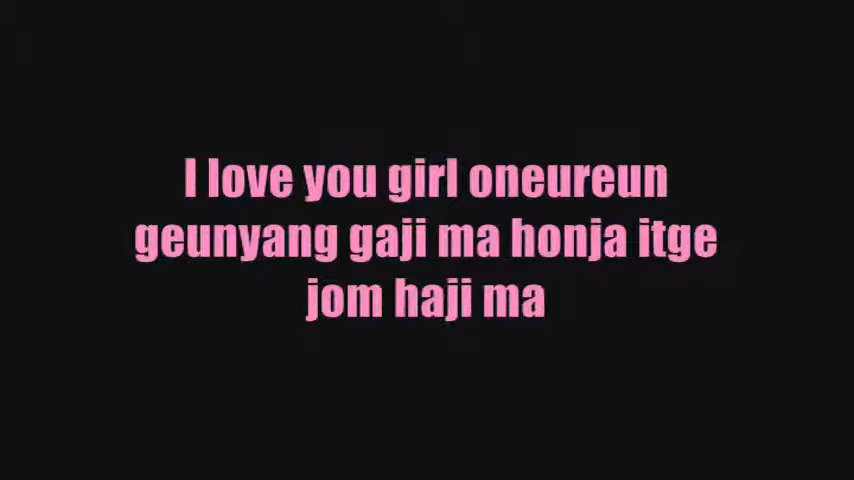 I love you girl oneureun
geunyang gaji ma honja itge
jom haji ma